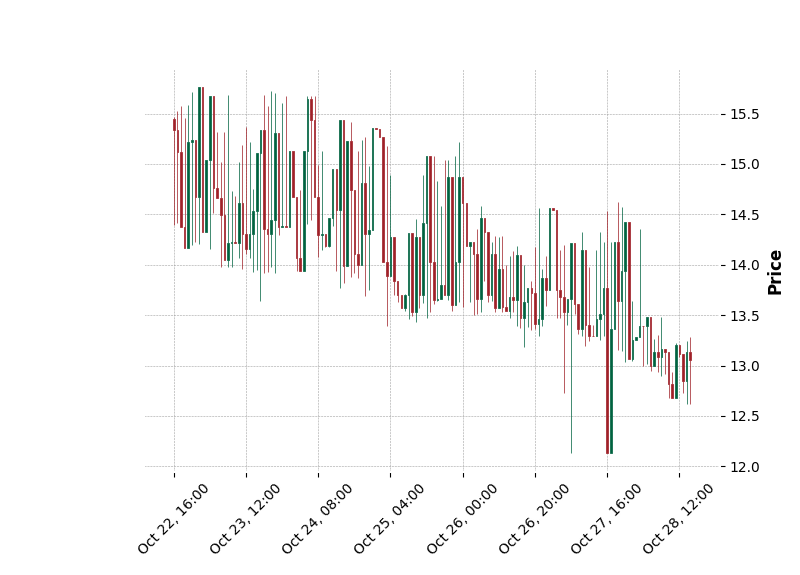 15.5
15.0
14.5
14.0
13.5
13.0
12.5
12.0
Price
Oct 22, 16:00
Oct 23, 12:00
Oct 24, 08:00
Oct 25, 04:00
Oct 26, 00:00
Oct 26, 20:00
Oct 27, 16:00
Oct 28, 12:00